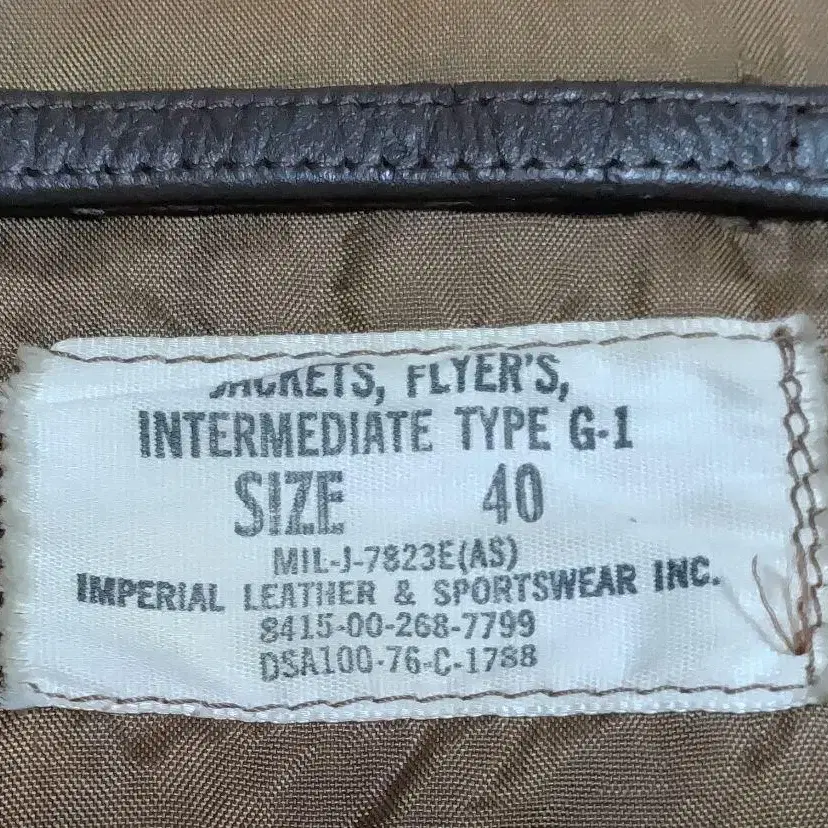 JACKETS, FLYER'S,
INTERMEDIATE TYPE G-1
SIZE 40
MIL-J-7823E(AS)
IMPERIAL LEATHER & SPORTSWEAR INC.
8415-00-268-7799
DSA100-76-C-1788